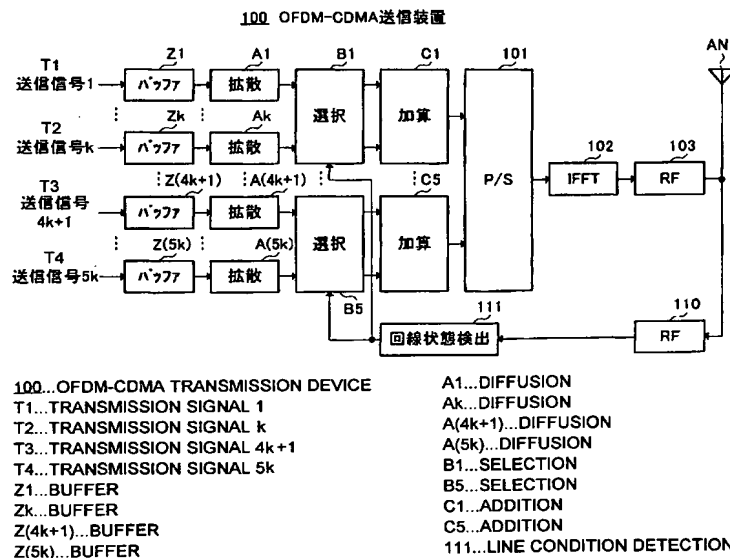 100 OFDM-CDMA送信装置
Z1 A1 B1 C1 101 AN
T1
送信信号1 バッファ 拡散 選択 加算 P/S
T2 Zk Ak
送信信号k バッファ 拡散
102 103
IFFT RF
T3 Z(4k+1) A(4k+1) C5
送信信号 4k+1 バッファ 拡散 選択 加算
T4 Z(5k) A(5k)
送信信号5k バッファ 拡散
B5 111 110
回線状態検出 RF
100...OFDM-CDMA TRANSMISSION DEVICE
T1...TRANSMISSION SIGNAL 1
T2...TRANSMISSION SIGNAL k
T3...TRANSMISSION SIGNAL 4k+1
T4...TRANSMISSION SIGNAL 5k
Z1...BUFFER
Zk...BUFFER
Z(4k+1)...BUFFER
Z(5k)...BUFFER
A1...DIFFUSION
Ak...DIFFUSION
A(4k+1)...DIFFUSION
A(5k)...DIFFUSION
B1...SELECTION
B5...SELECTION
C1...ADDITION
C5...ADDITION
111...LINE CONDITION DETECTION